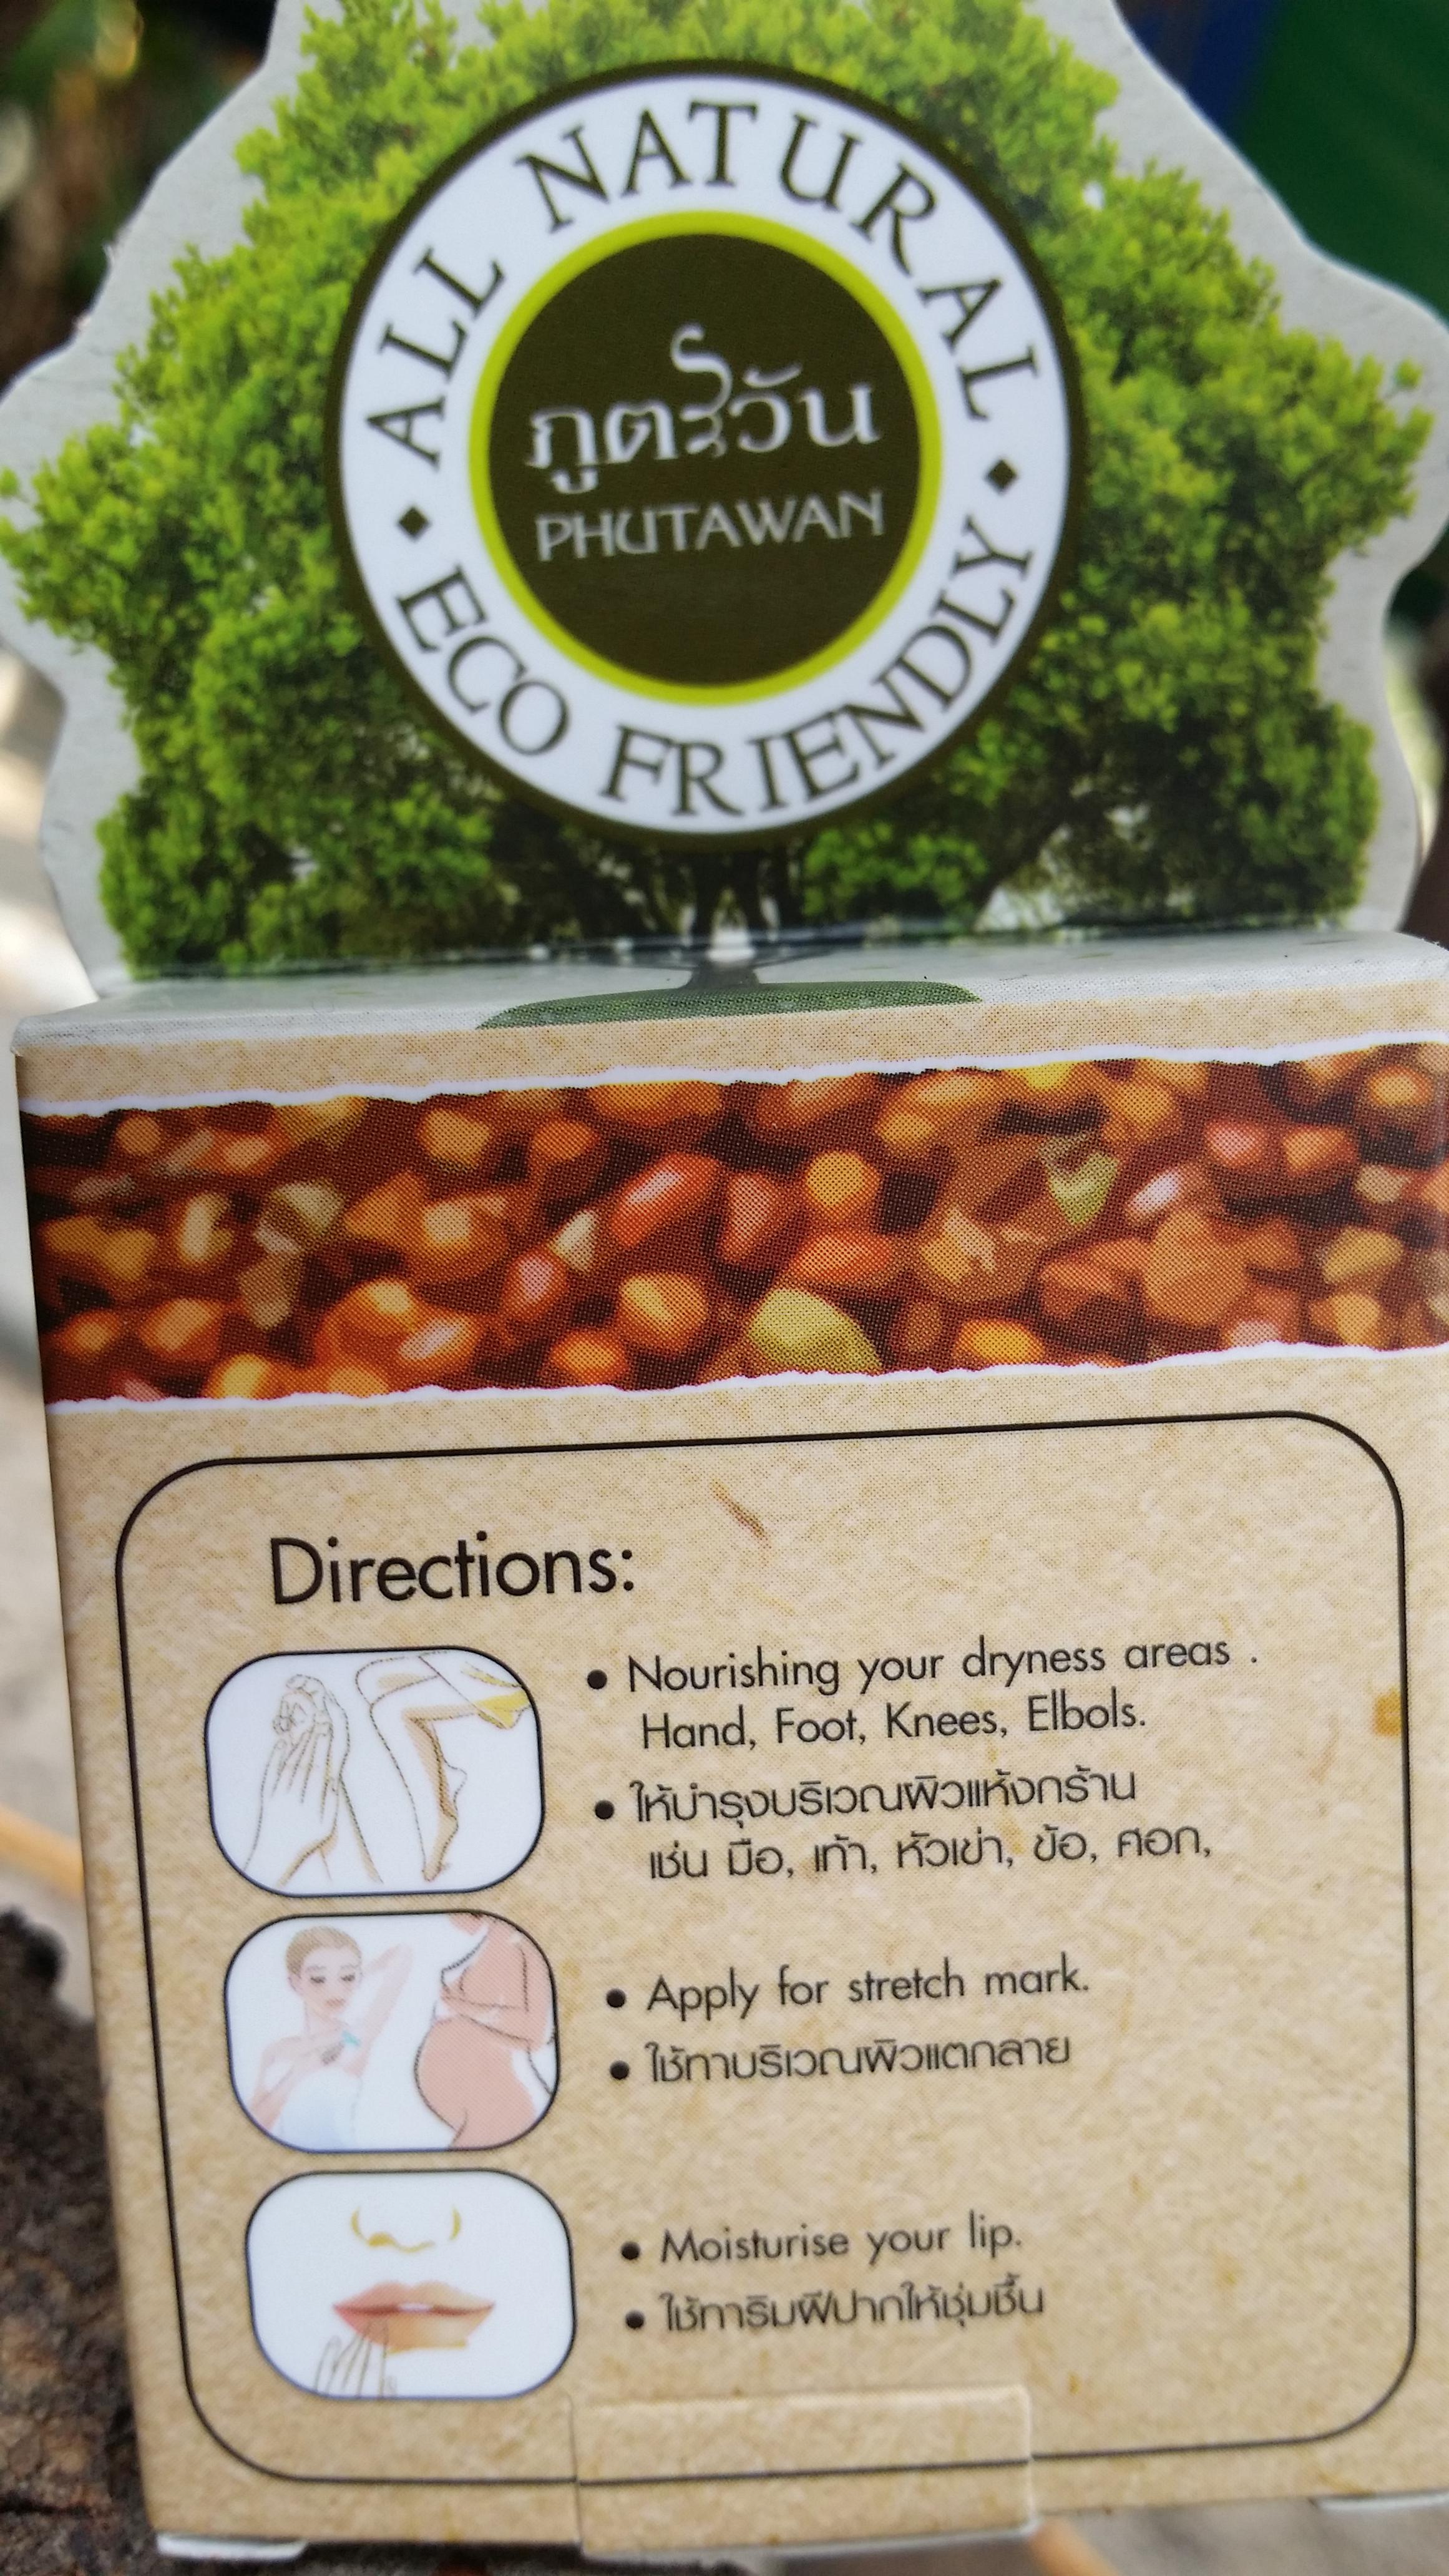 ALL NATURAL
ภูตะวัน
PHUTAWAN
ECO FRIENDLY
Directions:
• Nourishing your dryness areas .
Hand, Foot, Knees, Elbols.
• ให้บำรุงบริเวณผิวแห้งกร้าน
เช่น มือ, เท้า, หัวเข่า, ข้อ, ศอก,
• Apply for stretch mark.
• ใช้ทาบริเวณผิวแตกลาย
• Moisturise your lip.
• ใช้ทาริมฝีปากให้ชุ่มชื้น